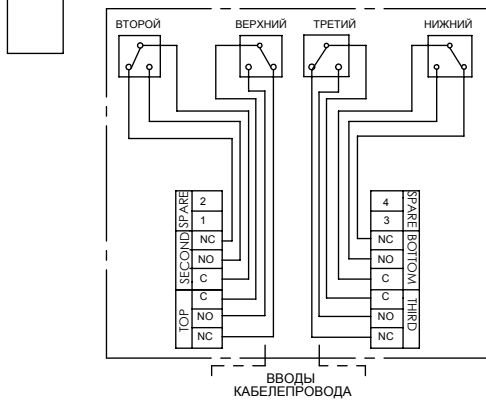 ВТОРОЙ ВЕРХНИЙ ТРЕТИЙ НИЖНИЙ
SPARE 2 4 SPARE
1 3
SECOND NC NC BOTTOM
NO NO
C C
TOP C C THIRD
NO NO
NC NC
ВВОДЫ
КАБЕЛЕПРОВОДА